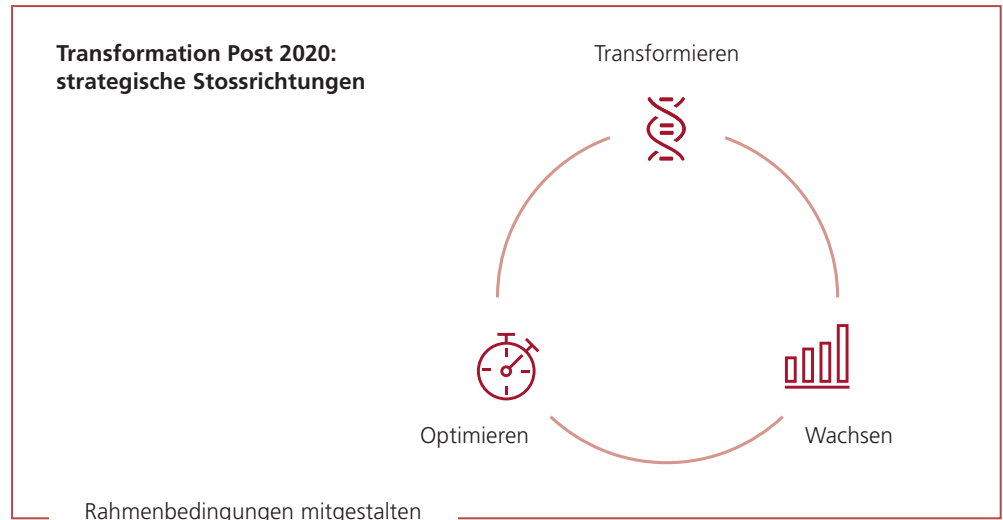 Transformation Post 2020:
strategische Stossrichtungen
Transformieren
Optimieren
Wachsen
Rahmenbedingungen mitgestalten